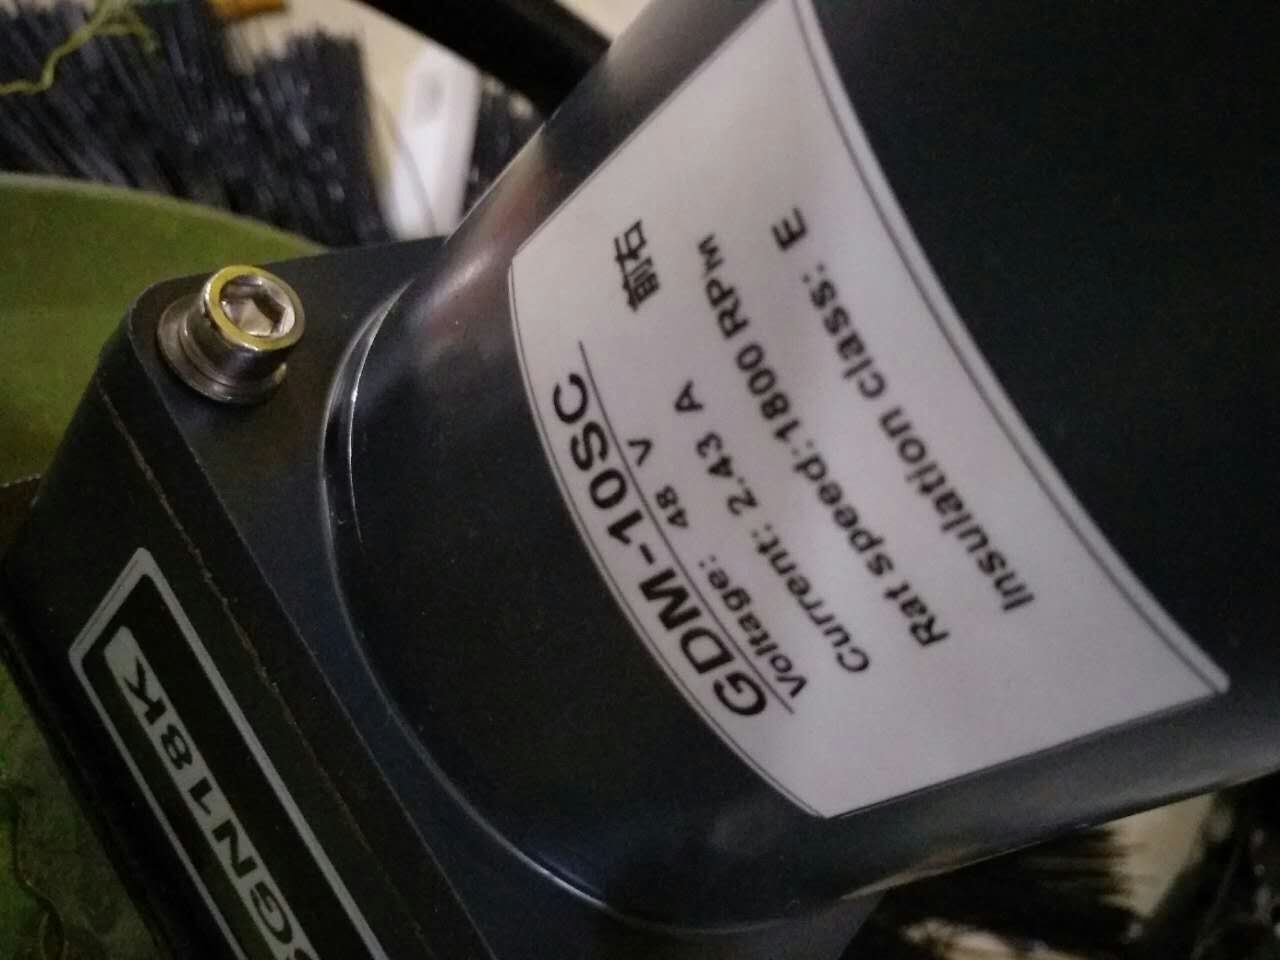 GDM-10SC 前右
Voltage: 48 V
Current: 2.43 A
Rat speed:1800 RPM
Insulation class: E
GN18K